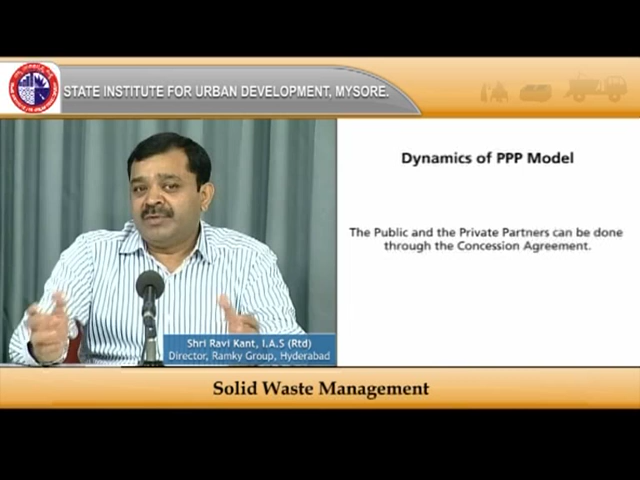 STATE INSTITUTE FOR URBAN DEVELOPMENT, MYSORE.
Dynamics of PPP Model
The Public and the Private Partners can be done
through the Concession Agreement.
Shri Ravi Kant, I.A.S (Rtd)
Director, Ramky Group, Hyderabad
Solid Waste Management